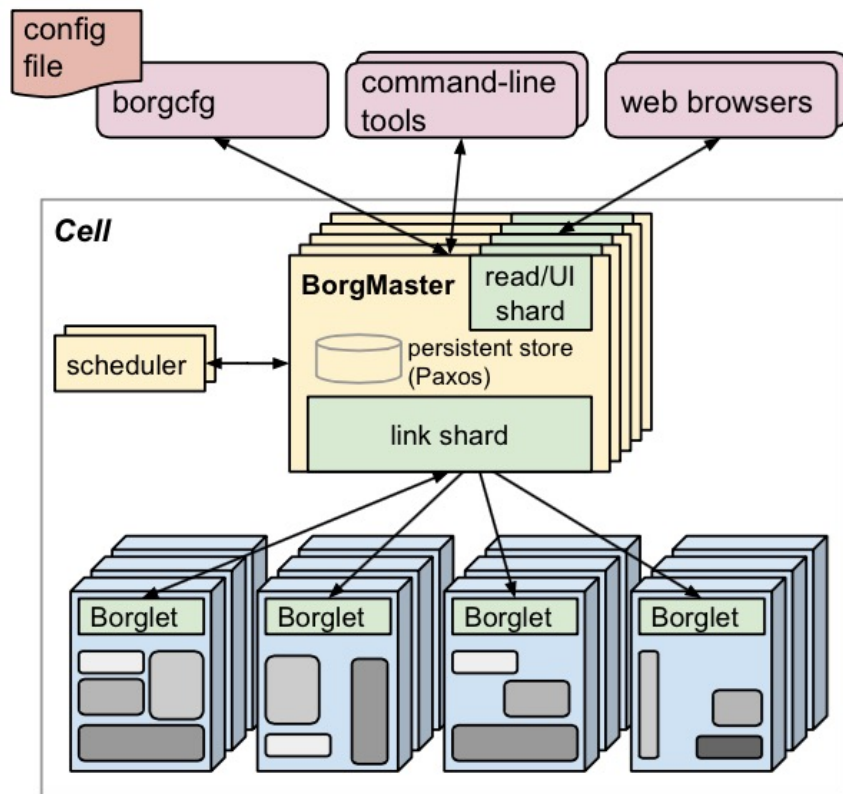 config
file
borgcfg
command-line
tools
web browsers
Cell
BorgMaster
read/UI
shard
scheduler
persistent store
(Paxos)
link shard
Borglet
Borglet
Borglet
Borglet